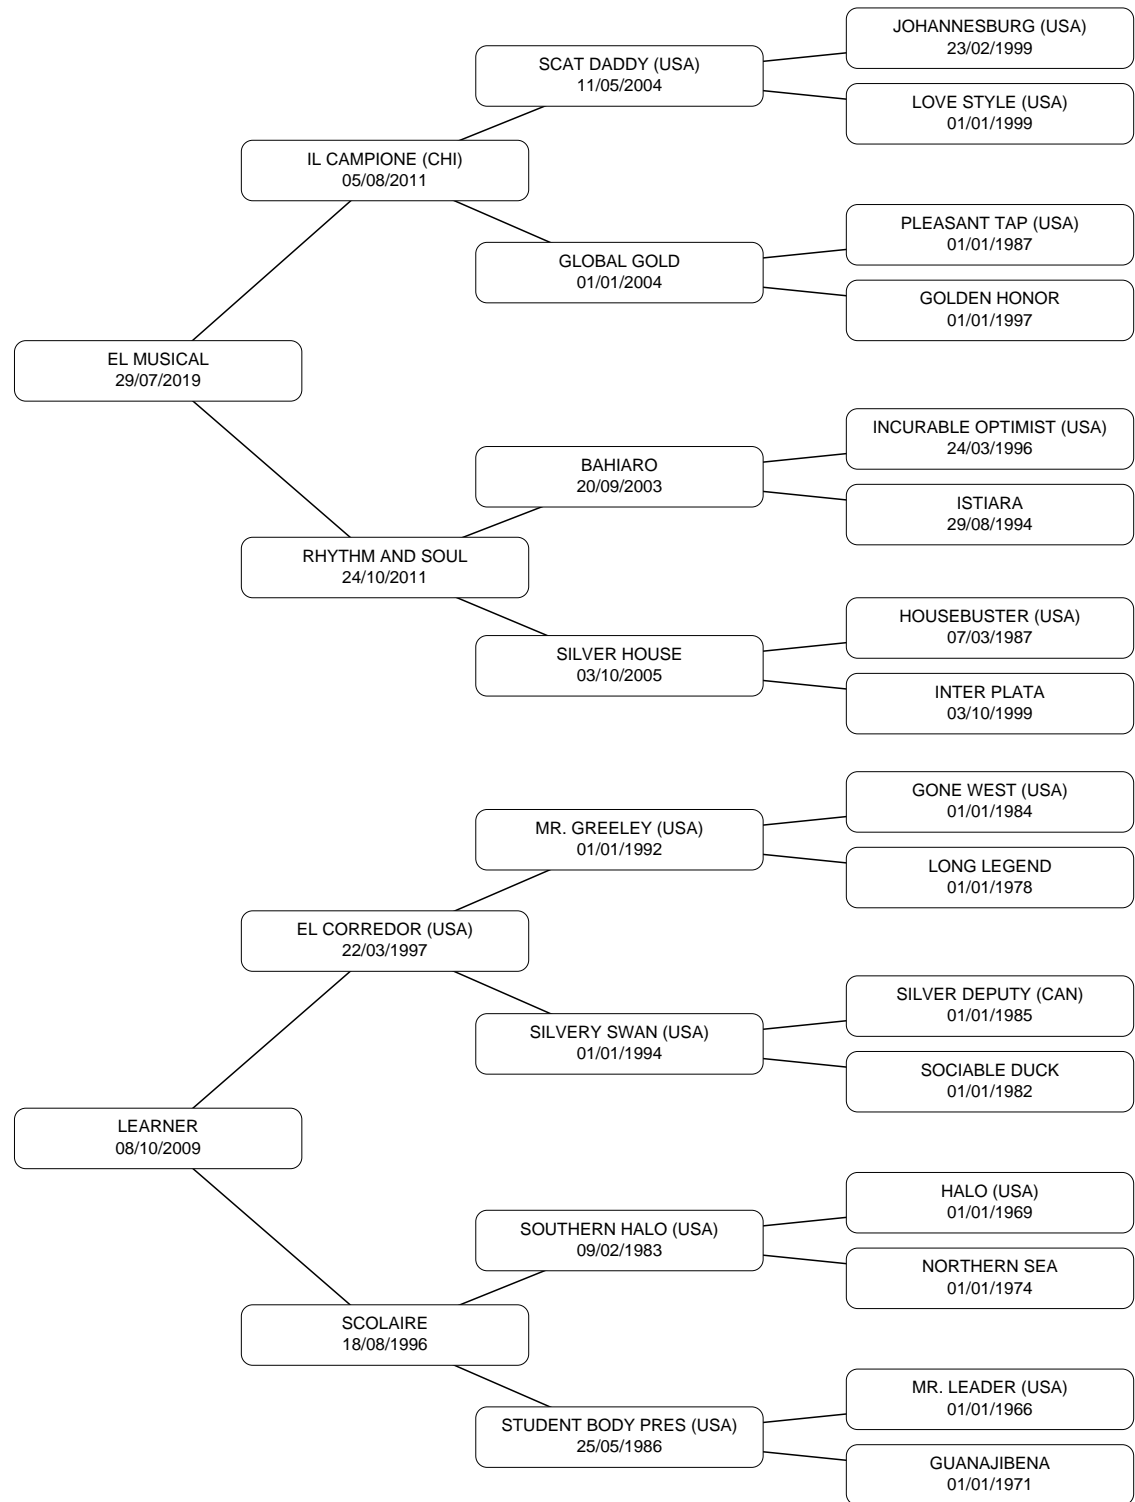 JOHANNESBURG (USA)
23/02/1999
SCAT DADDY (USA)
11/05/2004
LOVE STYLE (USA)
01/01/1999
IL CAMPIONE (CHI)
05/08/2011
PLEASANT TAP (USA)
01/01/1987
GLOBAL GOLD
01/01/2004
GOLDEN HONOR
01/01/1997
EL MUSICAL
29/07/2019
INCURABLE OPTIMIST (USA)
24/03/1996
BAHIARO
20/09/2003
ISTIARA
29/08/1994
RHYTHM AND SOUL
24/10/2011
HOUSEBUSTER (USA)
07/03/1987
SILVER HOUSE
03/10/2005
INTER PLATA
03/10/1999
GONE WEST (USA)
01/01/1984
MR. GREELEY (USA)
01/01/1992
LONG LEGEND
01/01/1978
EL CORREDOR (USA)
22/03/1997
SILVER DEPUTY (CAN)
01/01/1985
SILVERY SWAN (USA)
01/01/1994
SOCIABLE DUCK
01/01/1982
LEARNER
08/10/2009
HALO (USA)
01/01/1969
SOUTHERN HALO (USA)
09/02/1983
NORTHERN SEA
01/01/1974
SCOLAIRE
18/08/1996
MR. LEADER (USA)
01/01/1966
STUDENT BODY PRES (USA)
25/05/1986
GUANAJIBENA
01/01/1971